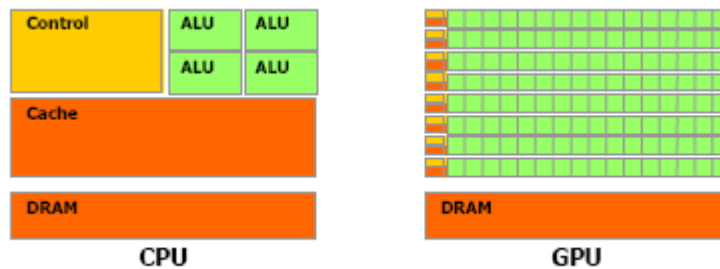 Control
ALU ALU
ALU ALU
Cache
DRAM
CPU
DRAM
GPU